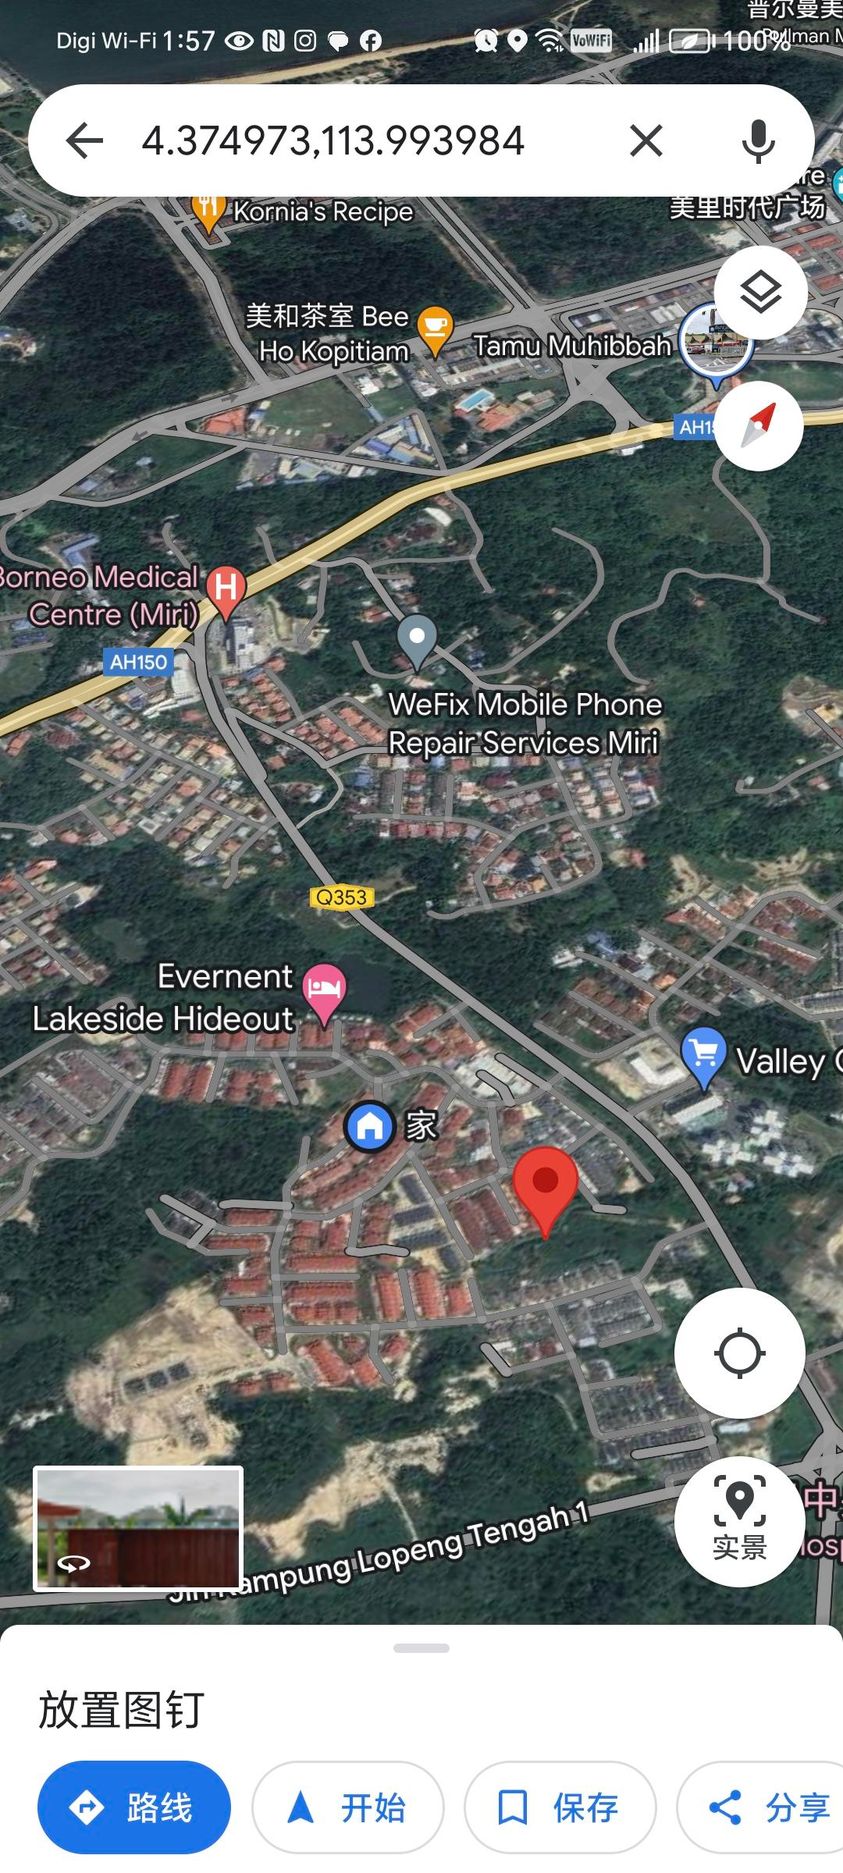 普尔曼美
Digi Wi-Fi 1:57
VoWiFi
100%
Pullman M
4.374973,113.993984
Kornia's Recipe
美里时代广场
美和茶室 Bee
Ho Kopitiam
Tamu Muhibbah
AH15
Borneo Medical
Centre (Miri)
H
AH150
WeFix Mobile Phone
Repair Services Miri
Q353
Evernent
Lakeside Hideout
Valley
家
实景
中
Jln Kampung Lopeng Tengah 1
放置图钉
路线
开始
保存
分享